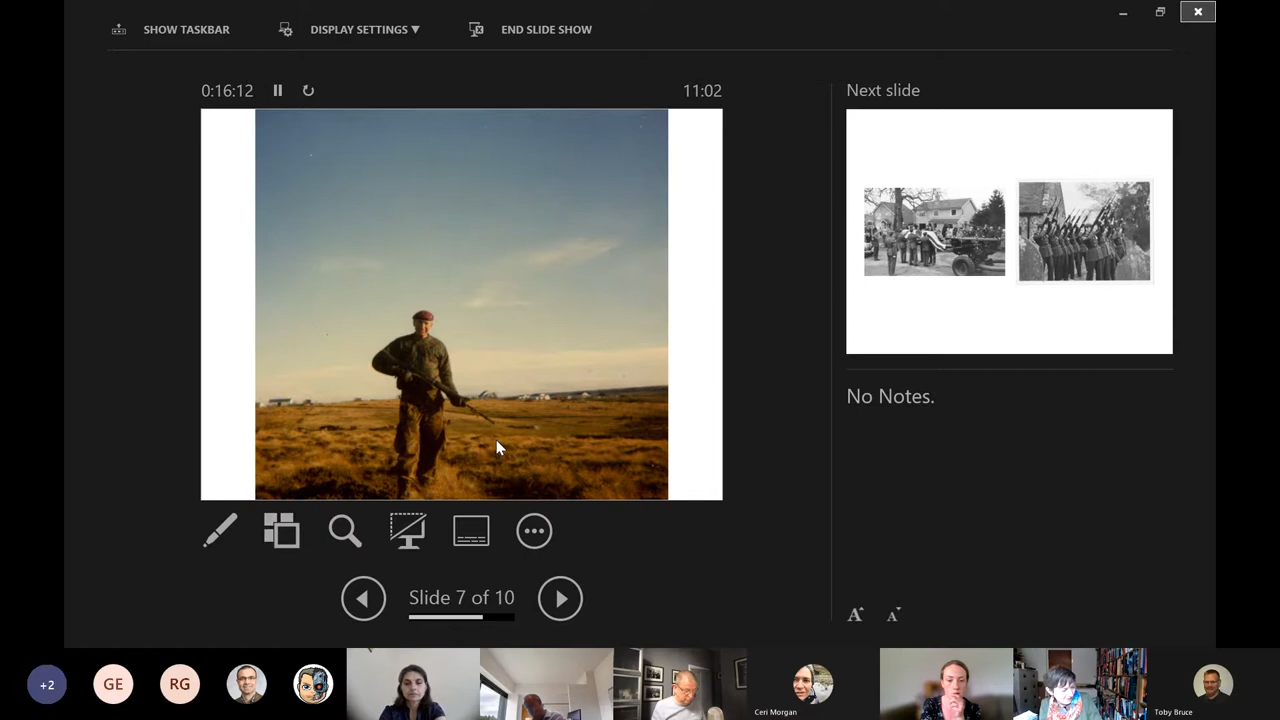 SHOW TASKBAR
DISPLAY SETTINGS ▼
END SLIDE SHOW
0:16:12
11:02
Next slide
No Notes.
Slide 7 of 10
A A
+2
GE
RG
Ceri Morgan
Toby Bruce